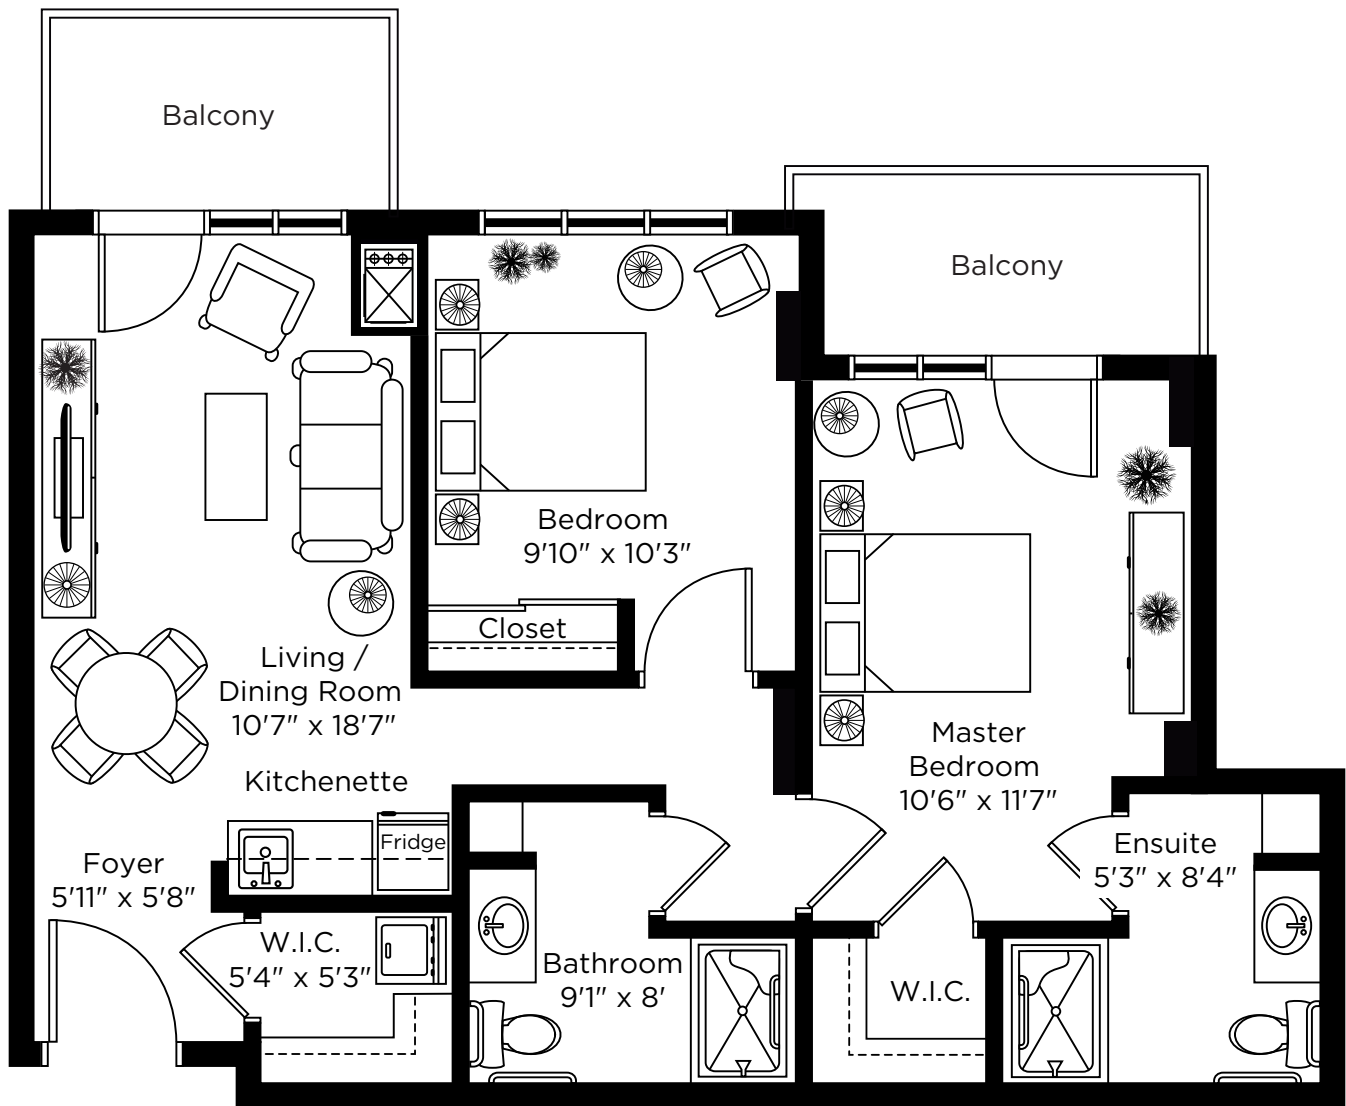 Balcony
Balcony
Bedroom
9'10" x 10'3"
Closet
Living /
Dining Room
10'7" x 18'7"
Master
Bedroom
10'6" x 11'7"
Kitchenette
Fridge
Foyer
5'11" x 5'8"
Ensuite
5'3" x 8'4"
W.I.C.
5'4" x 5'3"
Bathroom
9'1" x 8'
W.I.C.